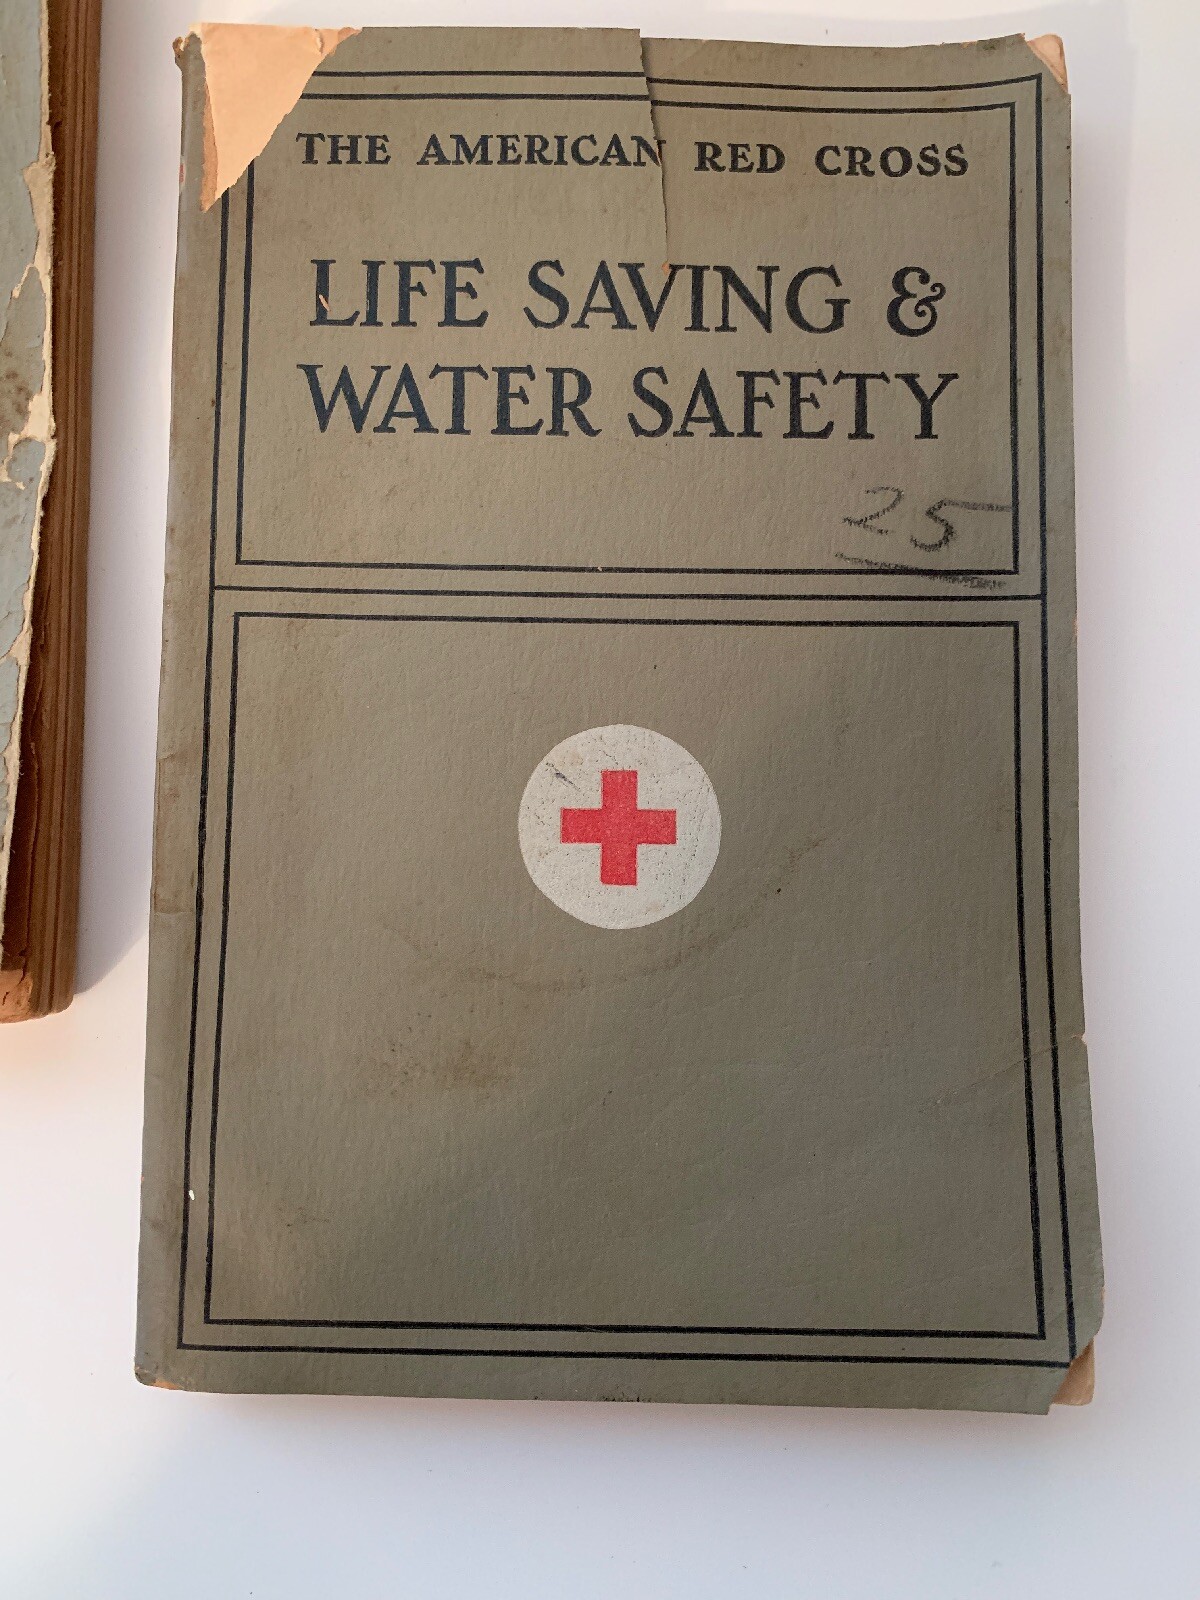 THE AMERICAN RED CROSS
LIFE SAVING &
WATER SAFETY
25